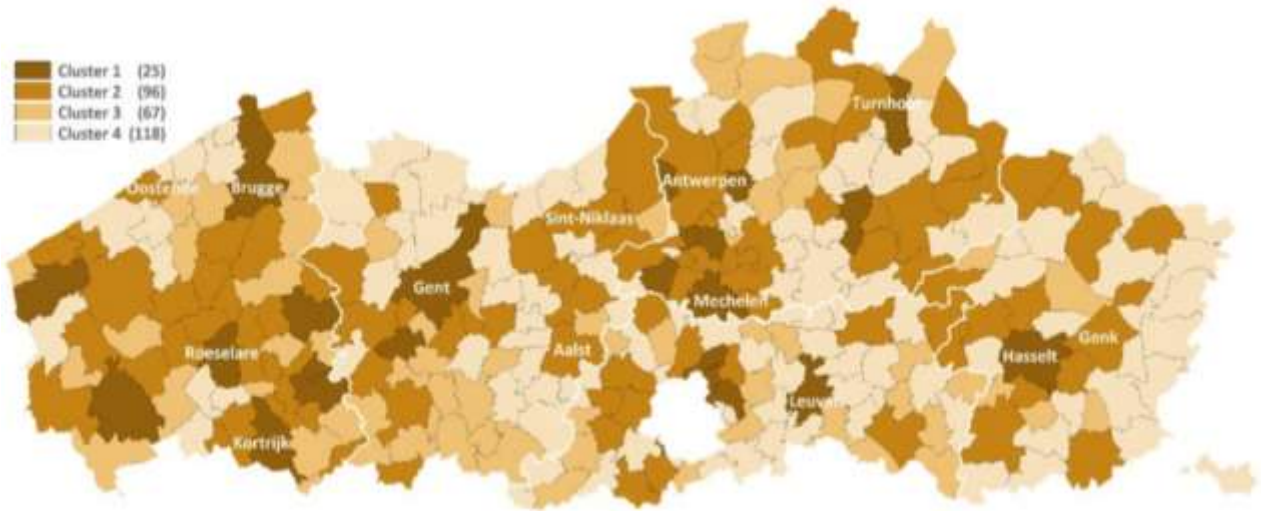 Cluster 1 (25)
Cluster 2 (96)
Cluster 3 (67)
Cluster 4 (118)
Turnhout
Oostende Brugge Antwerpen
Sint-Niklaas
Gent Mechelen
Roeselare Aalst Hasselt Genk
Leuven
Kortrijk